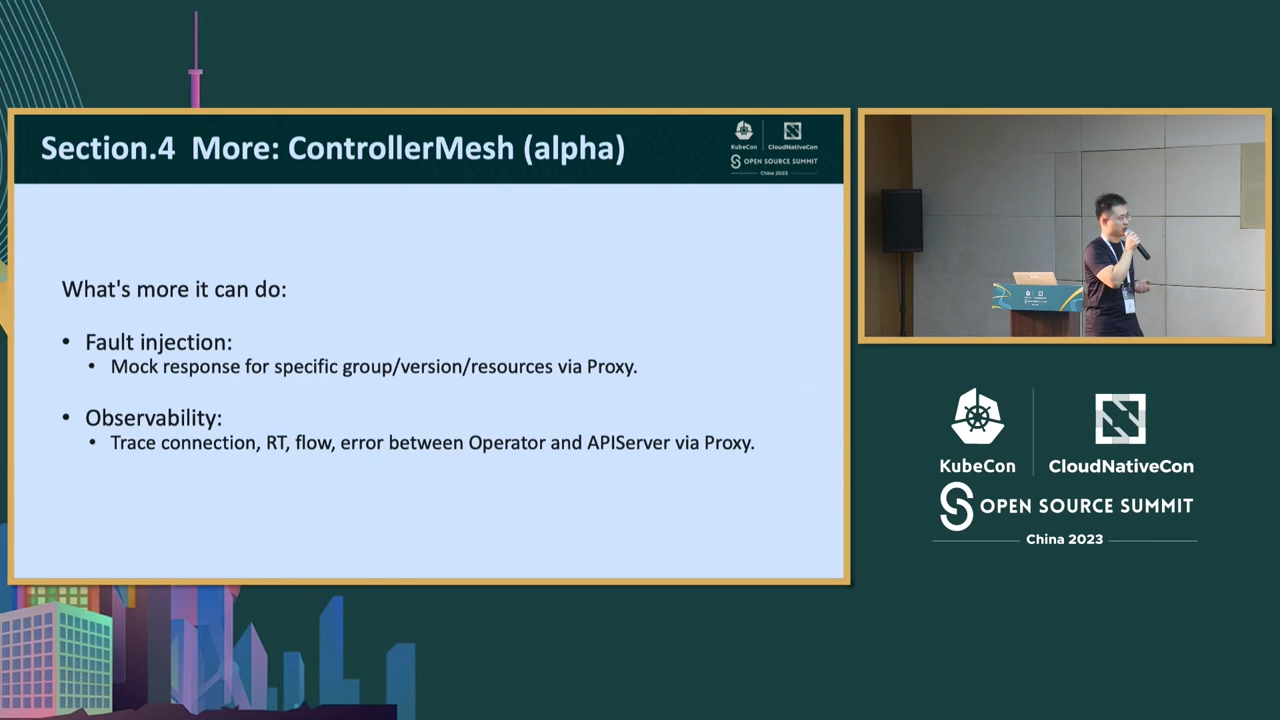 Section.4 More: ControllerMesh (alpha)
KubeCon
CloudNativeCon
OPEN SOURCE SUMMIT
China 2023
What's more it can do:
• Fault injection:
• Mock response for specific group/version/resources via Proxy.
• Observability:
• Trace connection, RT, flow, error between Operator and APIServer via Proxy.
KubeCon
CloudNativeCon
OPEN SOURCE SUMMIT
China 2023